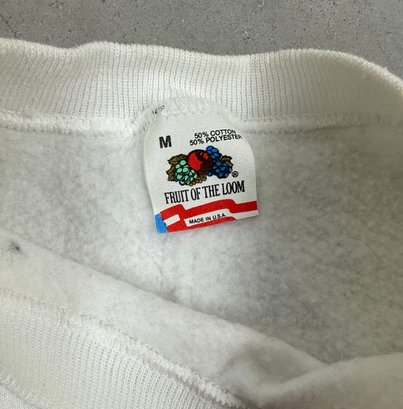 M
50% COTTON
50% POLYESTER
®
FRUIT OF THE LOOM
MADE IN U.S.A.